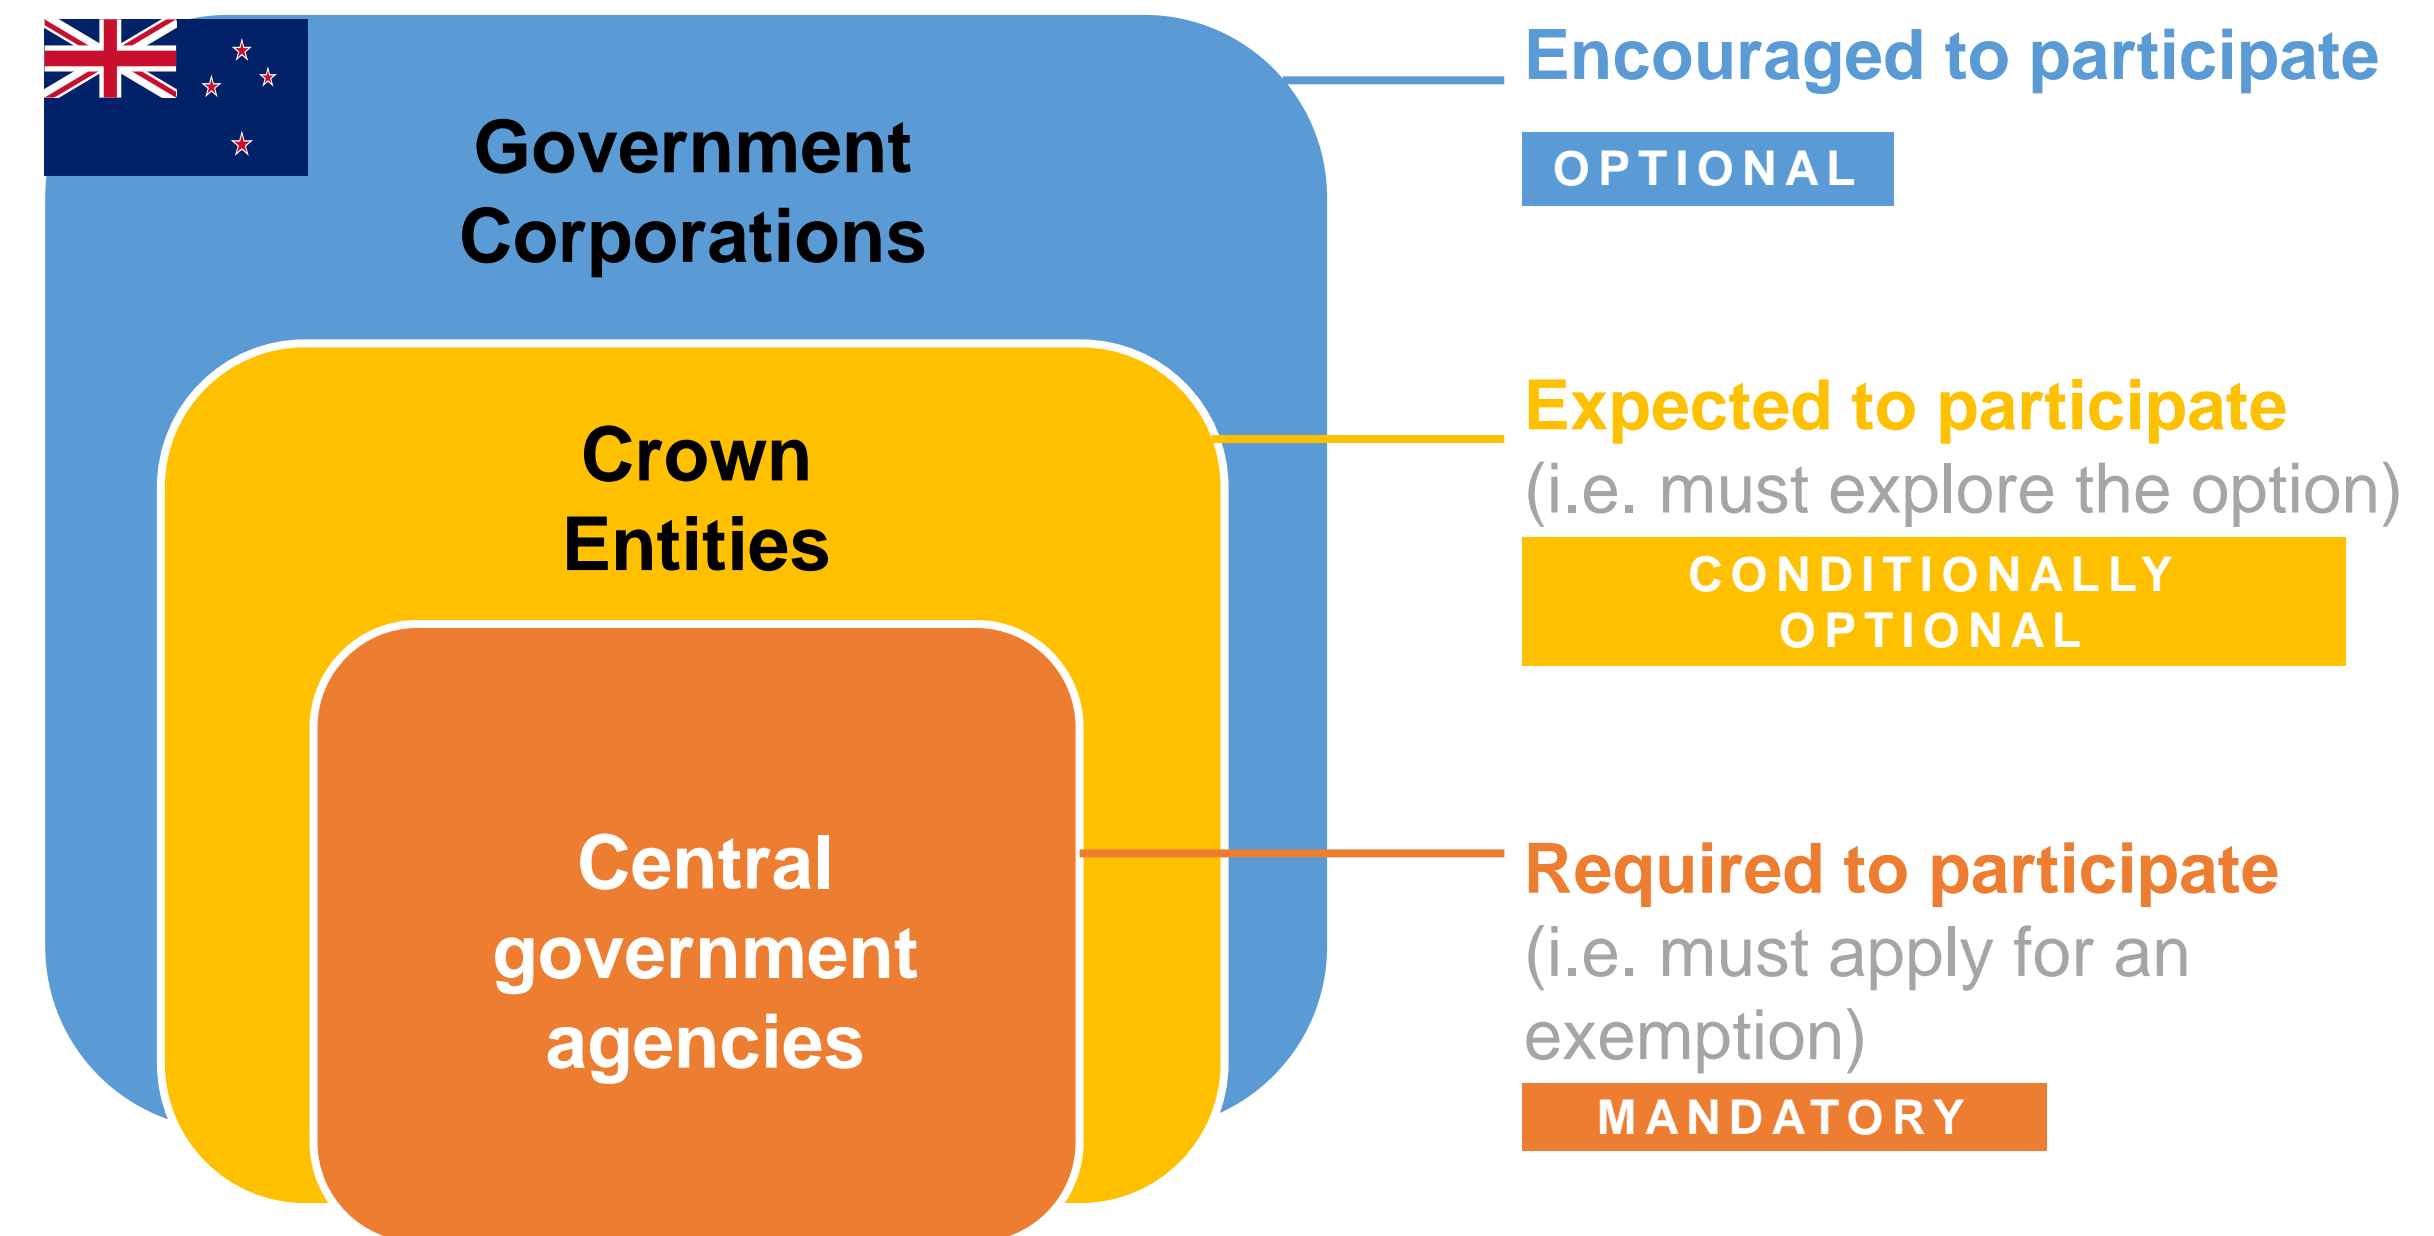 Government
Corporations
Crown
Entities
Central
government
agencies
Encouraged to participate
OPTIONAL
Expected to participate
(i.e. must explore the option)
CONDITIONALLY
OPTIONAL
Required to participate
(i.e. must apply for an
exemption)
MANDATORY